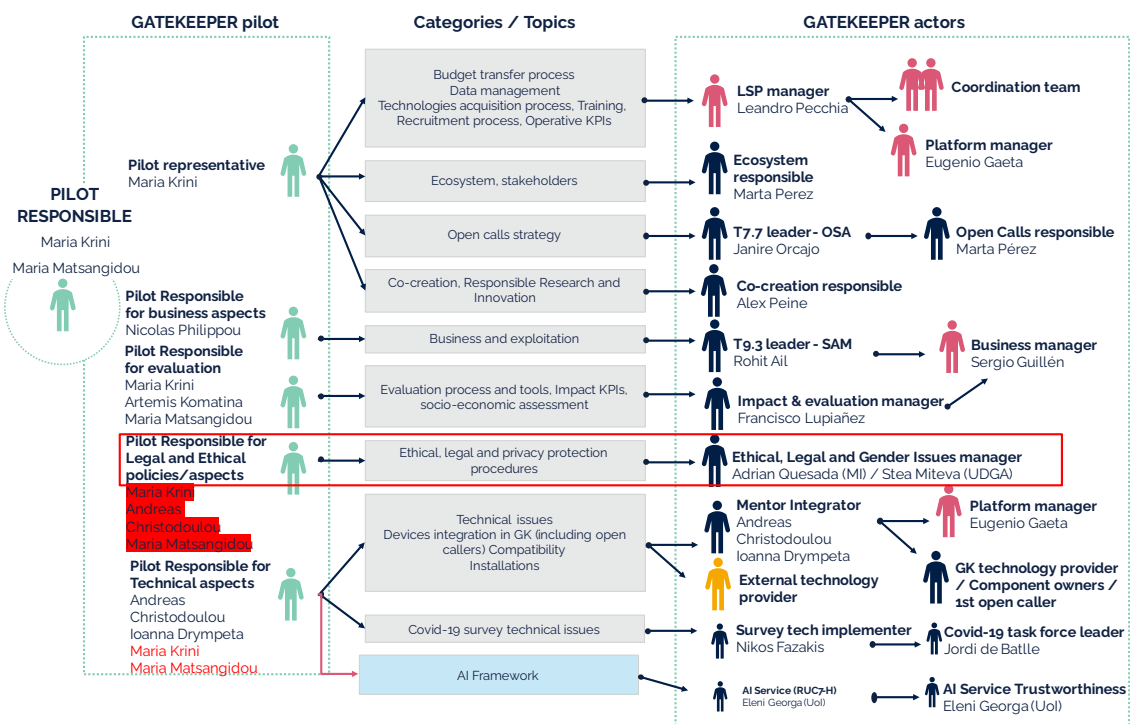 GATEKEEPER pilot
Categories / Topics
GATEKEEPER actors
PILOT
RESPONSIBLE
Maria Krini
Maria Matsangidou
Pilot representative
Maria Krini
Pilot Responsible
for business aspects
Nicolas Philippou
Pilot Responsible
for evaluation
Maria Krini
Artemis Komatina
Maria Matsangidou
Pilot Responsible for
Legal and Ethical
policies/aspects
Maria Krini
Andreas
Christodoulou
Maria Matsangidou
Pilot Responsible for
Technical aspects
Andreas
Christodoulou
Ioanna Drympeta
Maria Krini
Maria Matsangidou
Budget transfer process
Data management
Technologies acquisition process, Training,
Recruitment process, Operative KPIs
Ecosystem, stakeholders
Open calls strategy
Co-creation, Responsible Research and
Innovation
Business and exploitation
Evaluation process and tools, Impact KPIs,
socio-economic assessment
Ethical, legal and privacy protection
procedures
Technical issues
Devices integration in GK (including open
callers) Compatibility
Installations
Covid-19 survey technical issues
AI Framework
LSP manager
Leandro Pecchia
Coordination team
Platform manager
Eugenio Gaeta
Ecosystem
responsible
Marta Perez
T7.7 leader - OSA
Janire Orcajo
Open Calls responsible
Marta Pérez
Co-creation responsible
Alex Peine
T9.3 leader - SAM
Rohit Ail
Business manager
Sergio Guillén
Impact & evaluation manager
Francisco Lupiañez
Ethical, Legal and Gender Issues manager
Adrian Quesada (MI) / Stea Miteva (UDGA)
Mentor Integrator
Andreas
Christodoulou
Ioanna Drympeta
Platform manager
Eugenio Gaeta
External technology
provider
GK technology provider
/ Component owners /
1st open caller
Survey tech implementer
Nikos Fazakis
Covid-19 task force leader
Jordi de Batlle
AI Service (RUC7-H)
Eleni Georga (UoI)
AI Service Trustworthiness
Eleni Georga (UoI)